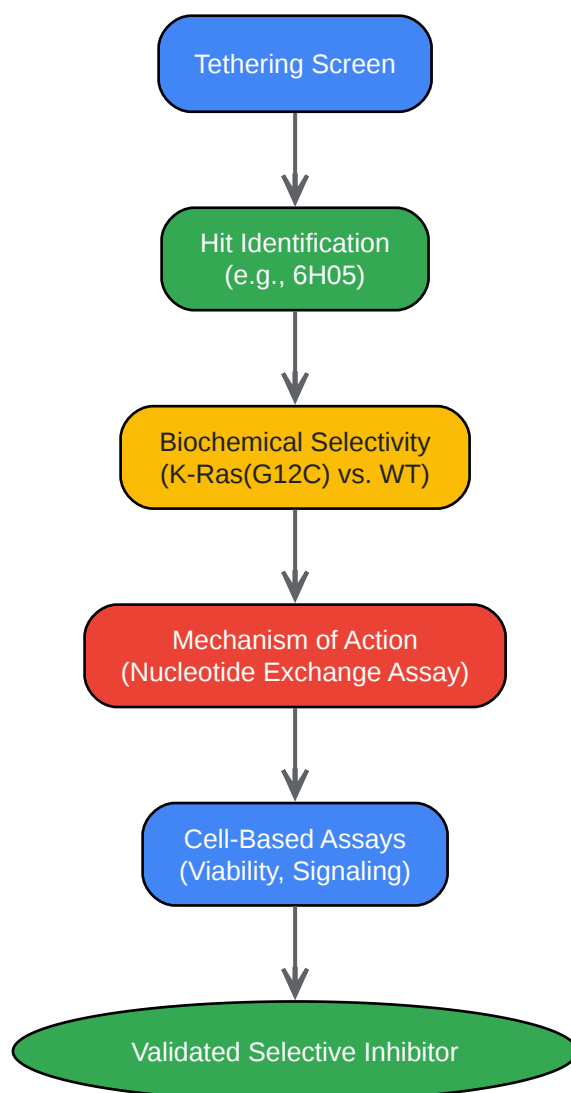 Tethering Screen
Hit Identification
(e.g., 6H05)
Biochemical Selectivity
(K-Ras(G12C) vs. WT)
Mechanism of Action
(Nucleotide Exchange Assay)
Cell-Based Assays
(Viability, Signaling)
Validated Selective Inhibitor